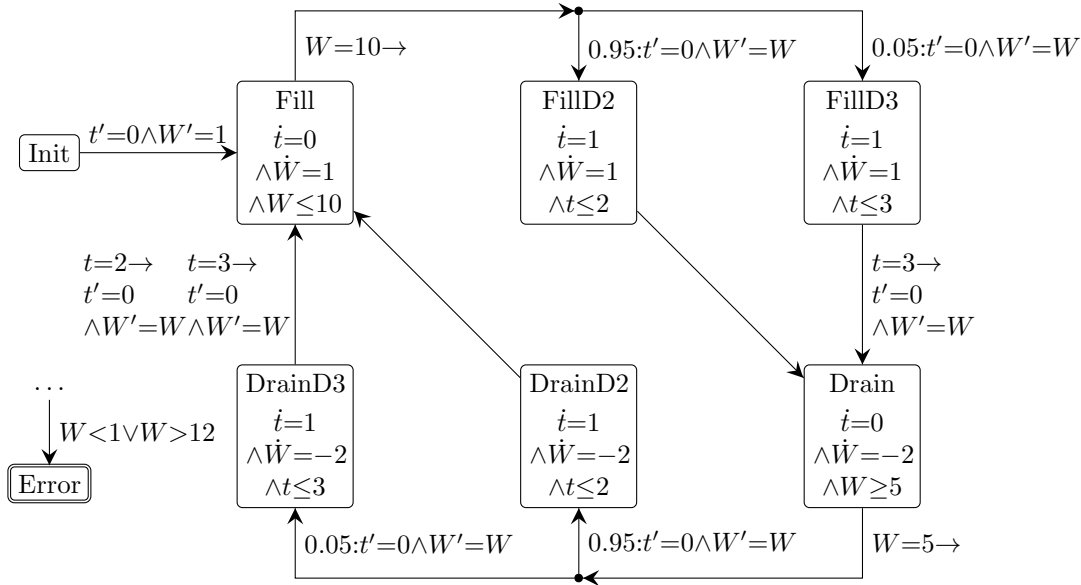 W=10→
0.95:t′=0∧W′=W
0.05:t′=0∧W′=W
Init
t′=0∧W′=1
Fill
ṫ=0
∧Ẇ=1
∧W≤10
FillD2
ṫ=1
∧Ẇ=1
∧t≤2
FillD3
ṫ=1
∧Ẇ=1
∧t≤3
t=2→
t′=0
∧W′=W
t=3→
t′=0
∧W′=W
t=3→
t′=0
∧W′=W
...
W<1∨W>12
Error
DrainD3
ṫ=1
∧Ẇ=−2
∧t≤3
DrainD2
ṫ=1
∧Ẇ=−2
∧t≤2
Drain
ṫ=0
∧Ẇ=−2
∧W≥5
0.05:t′=0∧W′=W
0.95:t′=0∧W′=W
W=5→